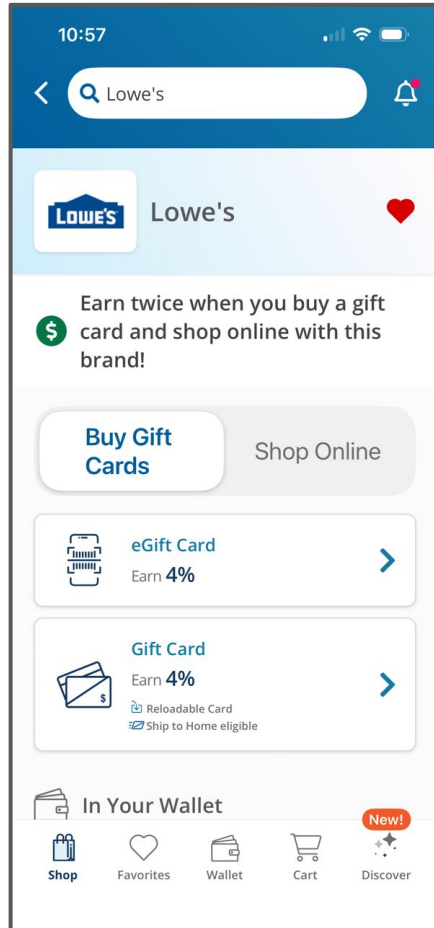 10:57
Lowe's
LOWE'S
Lowe's
Earn twice when you buy a gift
card and shop online with this
brand!
Buy Gift
Cards
Shop Online
eGift Card
Earn 4%
Gift Card
Earn 4%
$
Reloadable Card
Ship to Home eligible
In Your Wallet
New!
Shop
Favorites
Wallet
Cart
Discover